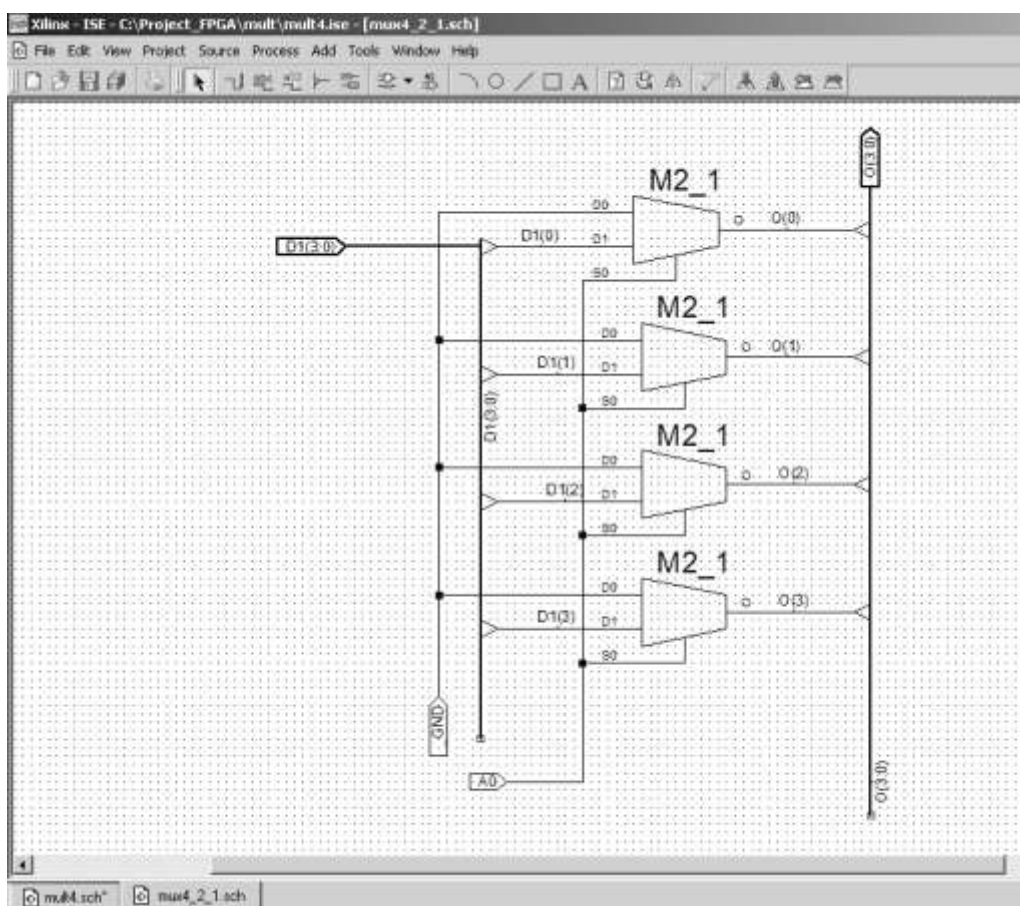 Xilinx - ISE - C:\Project_FPGA\mult\mult4.ise - [mux4_2_1.sch]
File Edit View Project Source Process Add Tools Window Help
O(3:0)
M2_1
D0
D1(3:0)
D1(0)
D1
S0
O
O(0)
M2_1
D0
D1(1)
D1
S0
O
O(1)
D1(3:0)
M2_1
D0
D1(2)
D1
S0
O
O(2)
M2_1
D0
D1(3)
D1
S0
O
O(3)
GND
A0
O(3:0)
mult4.sch*
mux4_2_1.sch